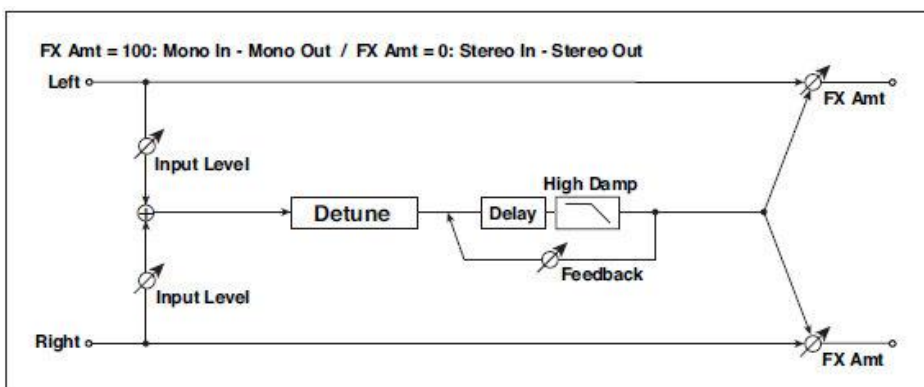 FX Amt = 100: Mono In - Mono Out / FX Amt = 0: Stereo In - Stereo Out
Left
FX Amt
Input Level
High Damp
Detune
Delay
Feedback
Input Level
Right
FX Amt